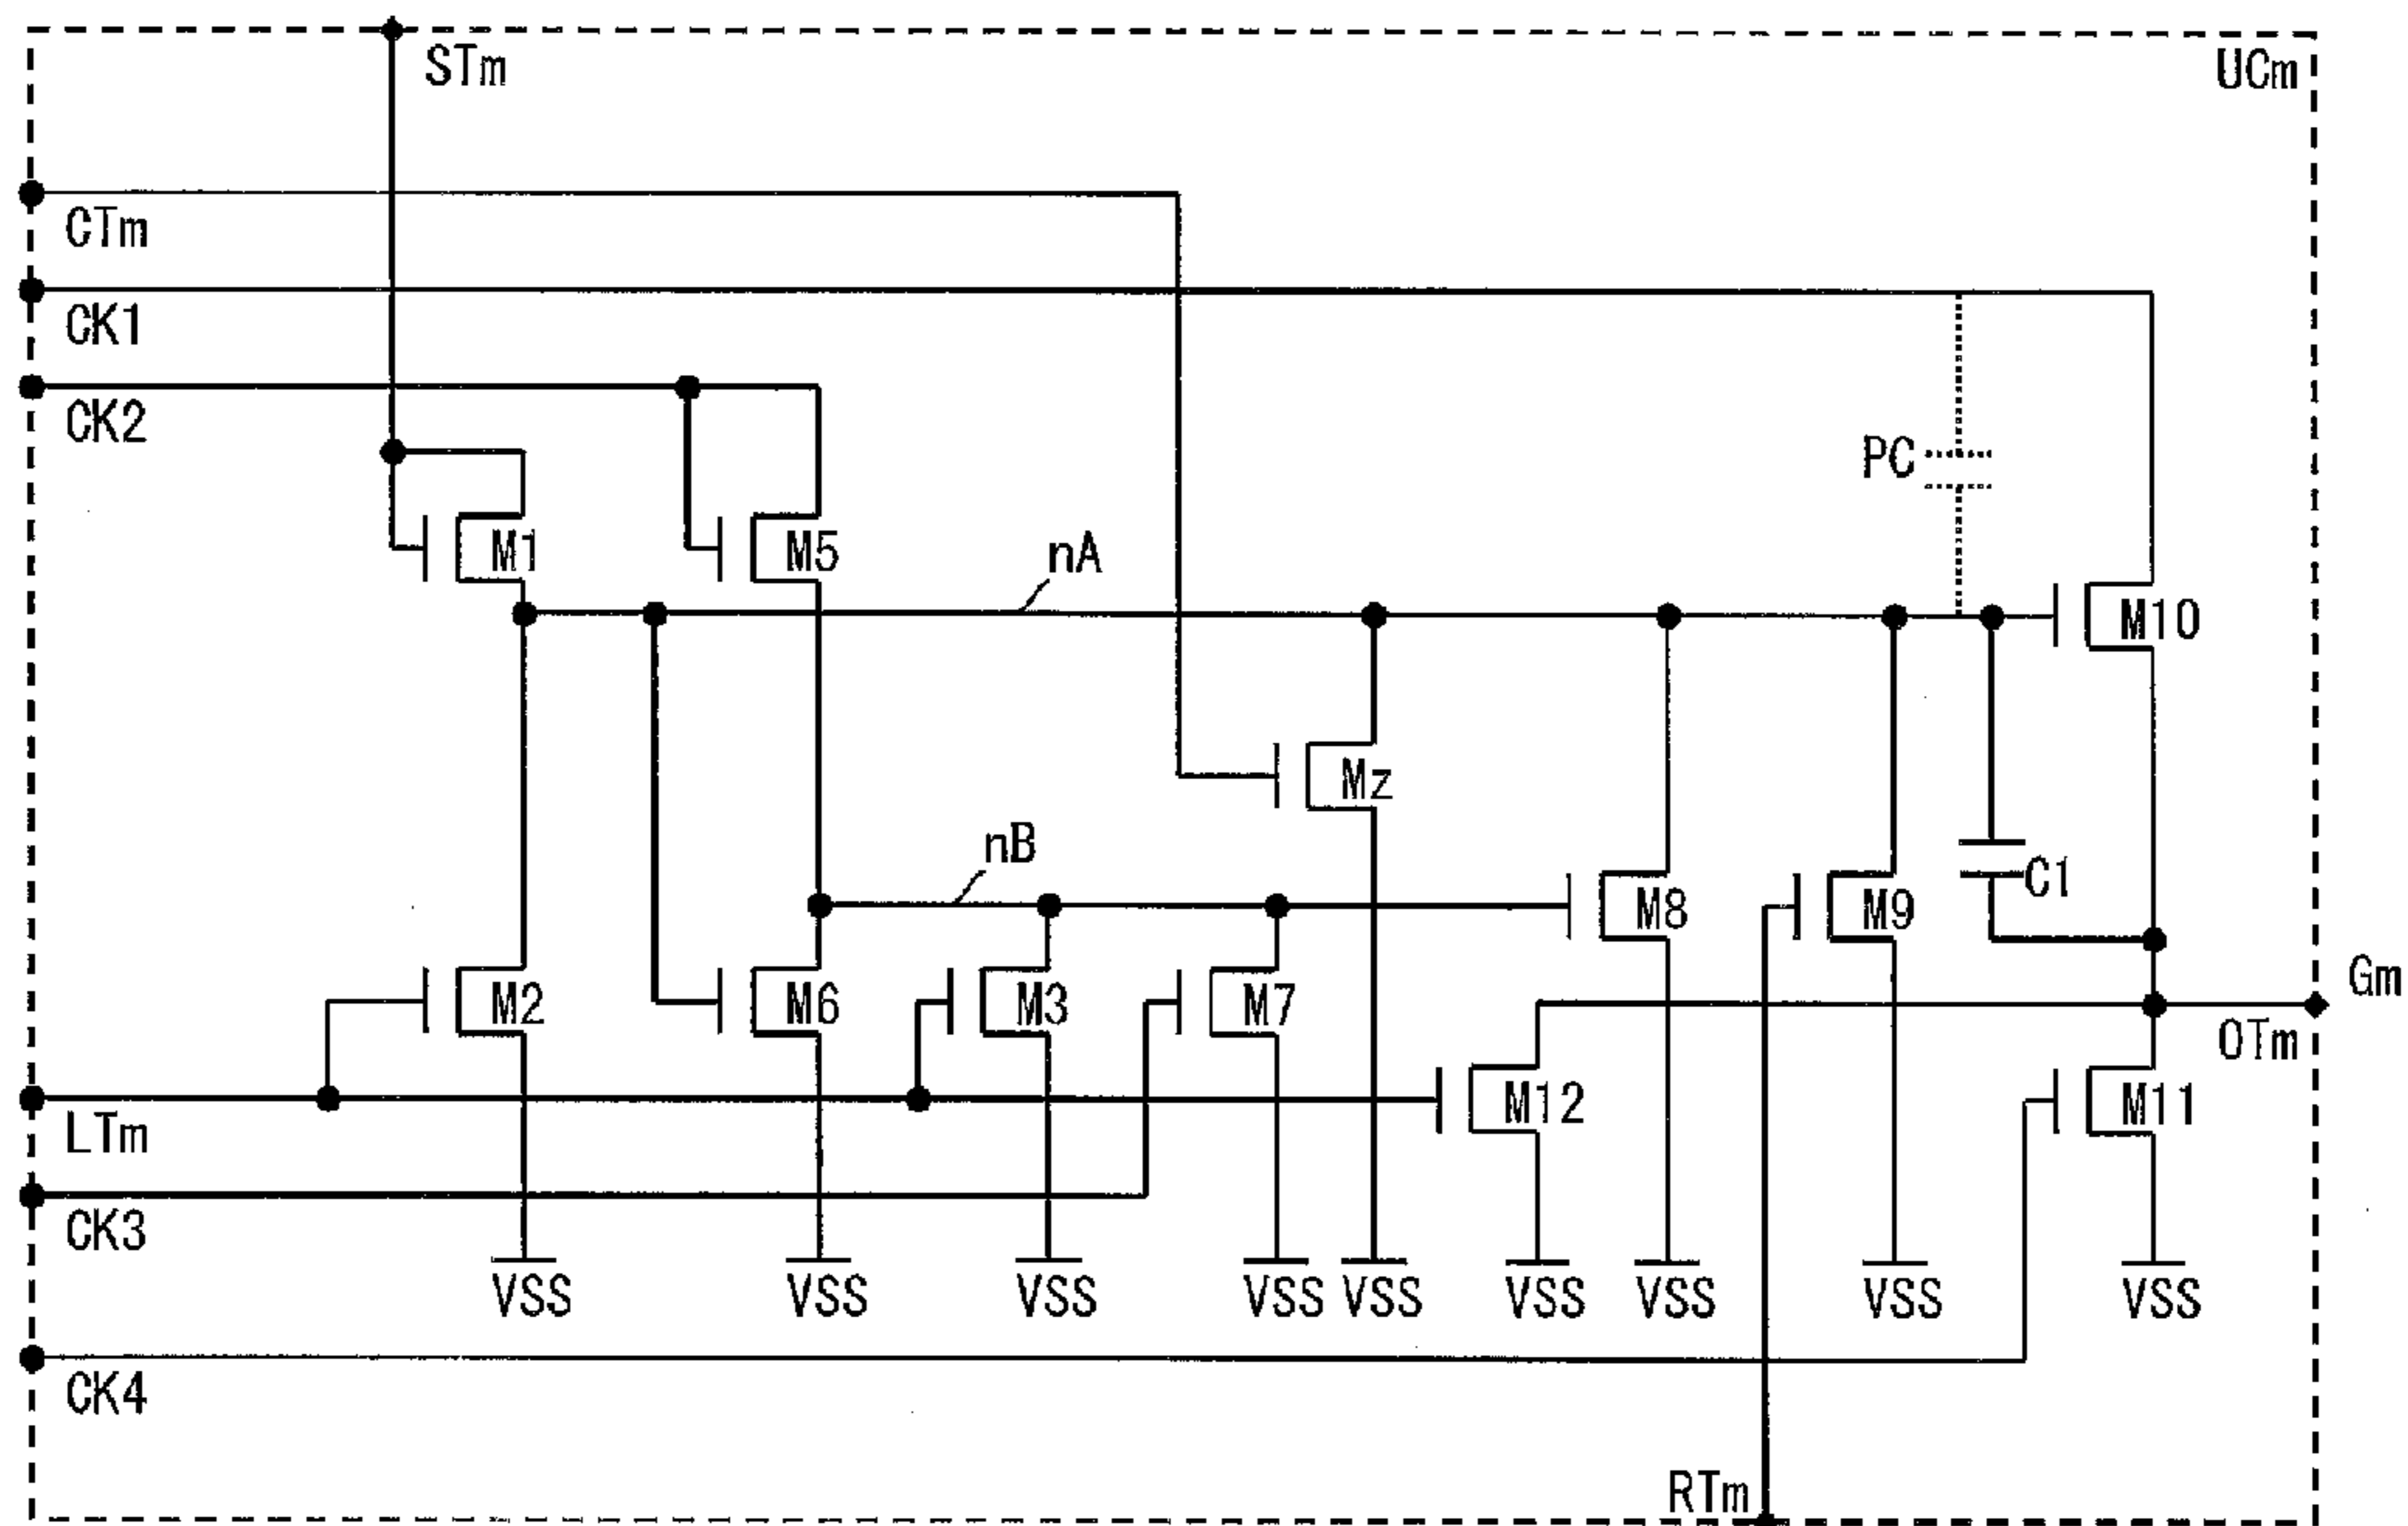 STm
UCm
CTm
CK1
CK2
PC
M1
M5
nA
M10
Mz
nB
C1
M8
M9
M2
M6
M3
M7
Gm
OTm
M12
M11
LTm
CK3
VSS VSS VSS VSS VSS VSS VSS VSS VSS
CK4
RTm